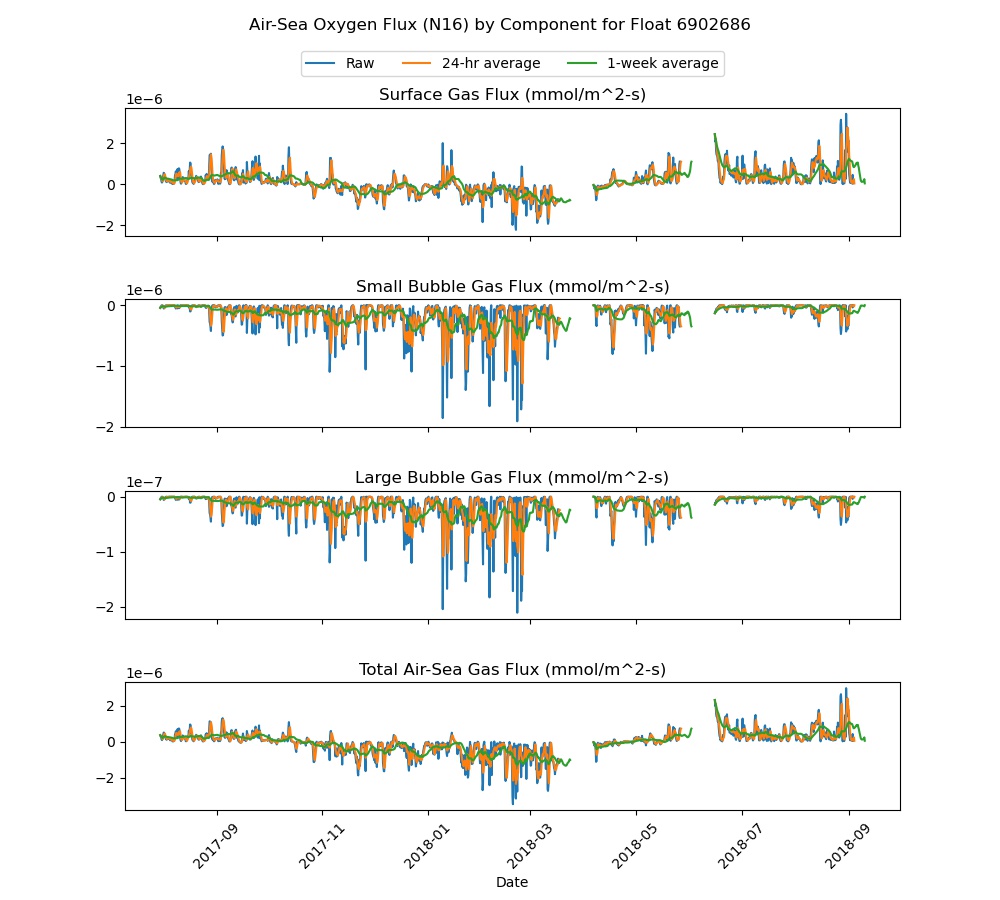 Air-Sea Oxygen Flux (N16) by Component for Float 6902686
Raw 24-hr average 1-week average
Surface Gas Flux (mmol/m^2-s)
1e−6
2
0
−2
Small Bubble Gas Flux (mmol/m^2-s)
1e−6
0
−1
−2
Large Bubble Gas Flux (mmol/m^2-s)
1e−7
0
−1
−2
Total Air-Sea Gas Flux (mmol/m^2-s)
1e−6
2
0
−2
2017-09 2017-11 2018-01 2018-03 2018-05 2018-07 2018-09
Date